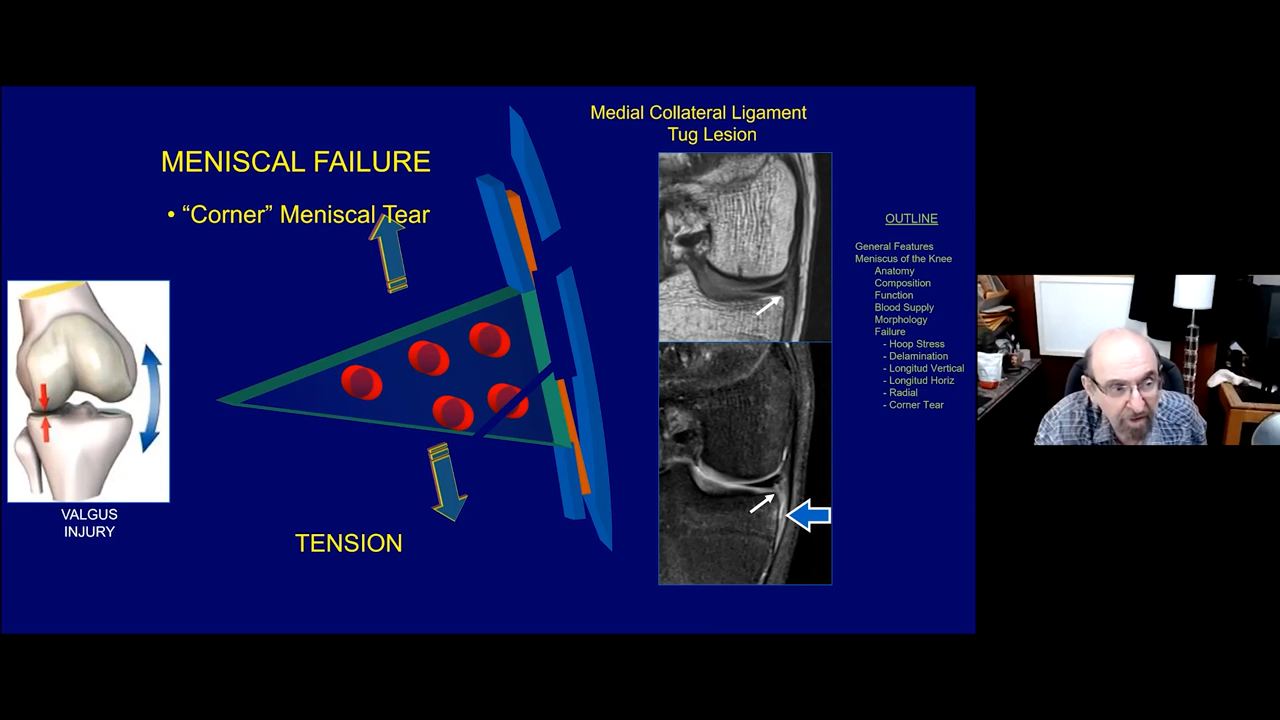 Medial Collateral Ligament
Tug Lesion
MENISCAL FAILURE
• “Corner” Meniscal Tear
VALGUS
INJURY
TENSION
OUTLINE
General Features
Meniscus of the Knee
Anatomy
Composition
Function
Blood Supply
Morphology
Failure
- Hoop Stress
- Delamination
- Longitud Vertical
- Longitud Horiz
- Radial
- Corner Tear